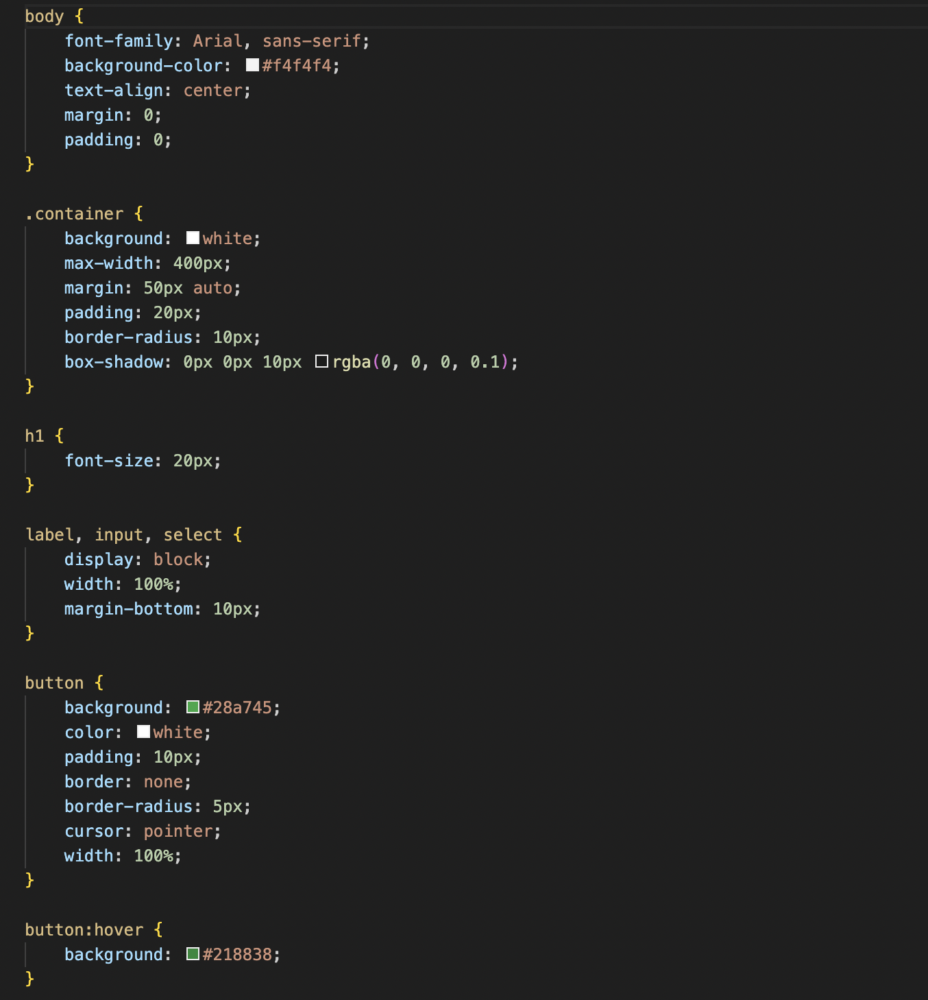 body {
    font-family: Arial, sans-serif;
    background-color: #f4f4f4;
    text-align: center;
    margin: 0;
    padding: 0;
}

.container {
    background: white;
    max-width: 400px;
    margin: 50px auto;
    padding: 20px;
    border-radius: 10px;
    box-shadow: 0px 0px 10px rgba(0, 0, 0, 0.1);
}

h1 {
    font-size: 20px;
}

label, input, select {
    display: block;
    width: 100%;
    margin-bottom: 10px;
}

button {
    background: #28a745;
    color: white;
    padding: 10px;
    border: none;
    border-radius: 5px;
    cursor: pointer;
    width: 100%;
}

button:hover {
    background: #218838;
}